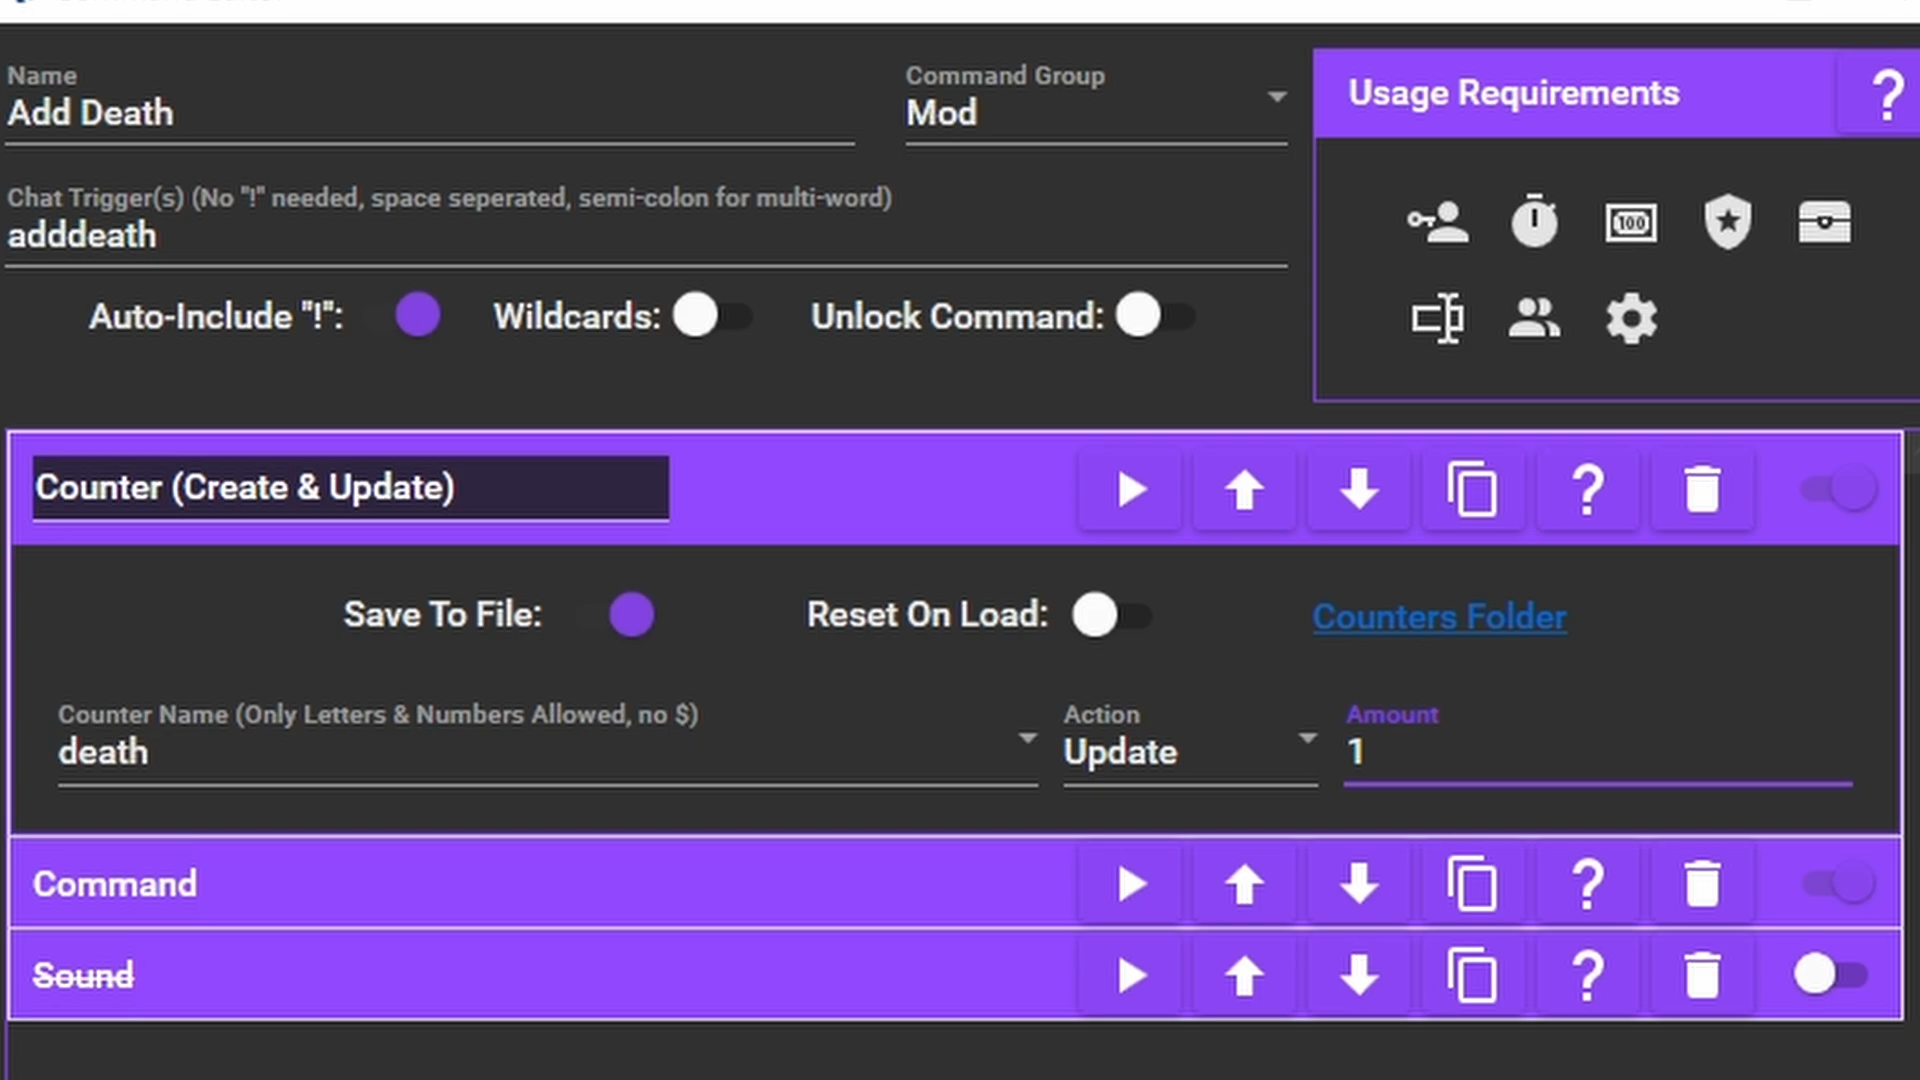 Name
Add Death
Command Group
Mod
Usage Requirements
?
Chat Trigger(s) (No "!" needed, space seperated, semi-colon for multi-word)
adddeath
100
Auto-Include "!":
Wildcards:
Unlock Command:
Counter (Create & Update)
?
Save To File:
Reset On Load:
Counters Folder
Counter Name (Only Letters & Numbers Allowed, no $)
death
Action
Update
Amount
1
Command
?
Sound
?